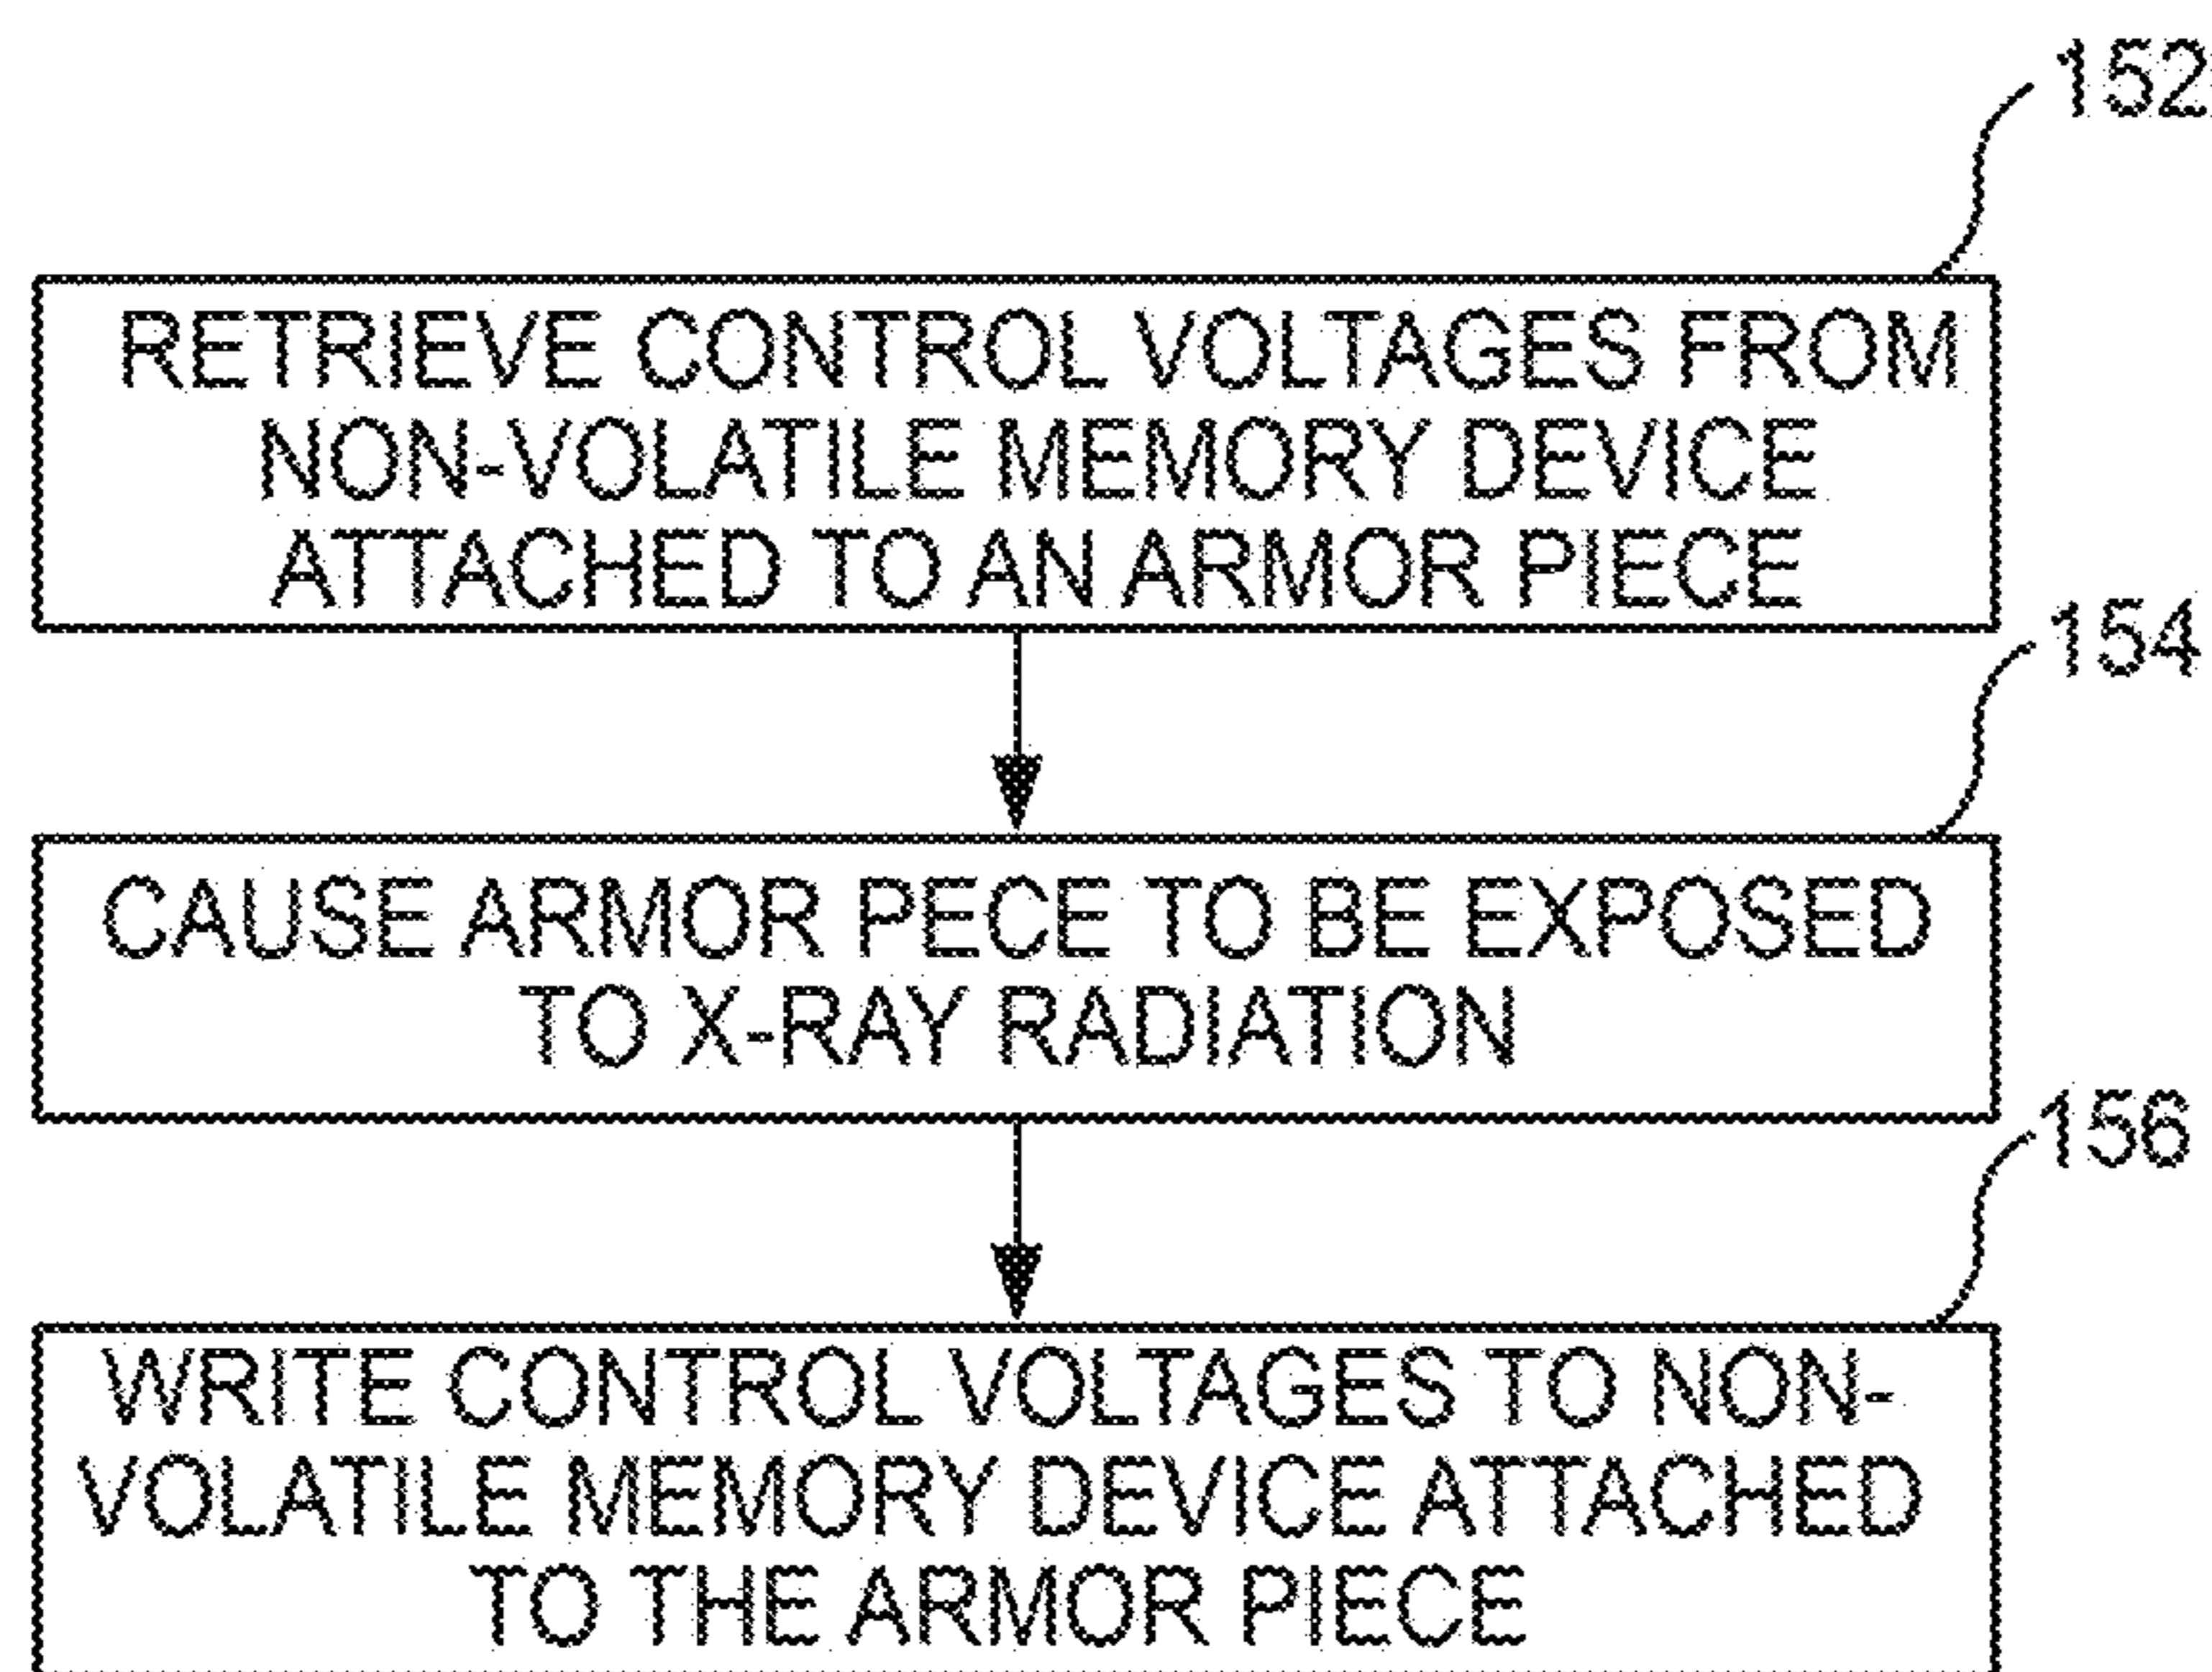 152
RETRIEVE CONTROL VOLTAGES FROM
NON-VOLATILE MEMORY DEVICE
ATTACHED TO AN ARMOR PIECE
154
CAUSE ARMOR PECE TO BE EXPOSED
TO X-RAY RADIATION
156
WRITE CONTROL VOLTAGES TO NON-
VOLATILE MEMORY DEVICE ATTACHED
TO THE ARMOR PIECE